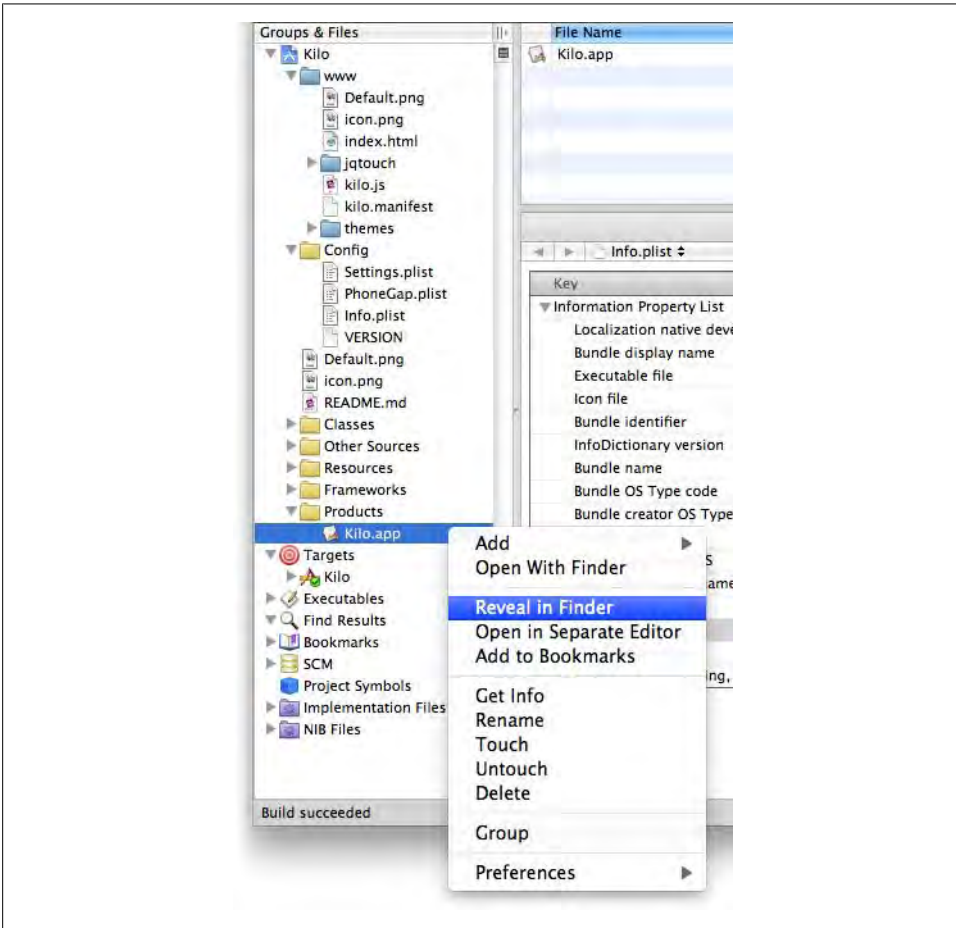 Groups & Files
Kilo
www
Default.png
icon.png
index.html
jqtouch
kilo.js
kilo.manifest
themes
Config
Settings.plist
PhoneGap.plist
Info.plist
VERSION
Default.png
icon.png
README.md
Classes
Other Sources
Resources
Frameworks
Products
Kilo.app
Targets
Kilo
Executables
Find Results
Bookmarks
SCM
Project Symbols
Implementation Files
NIB Files
Build succeeded
File Name
Kilo.app
Info.plist
Key
Information Property List
Localization native deve
Bundle display name
Executable file
Icon file
Bundle identifier
InfoDictionary version
Bundle name
Bundle OS Type code
Bundle creator OS Type
S
ame
ing,
Add
Open With Finder
Reveal in Finder
Open in Separate Editor
Add to Bookmarks
Get Info
Rename
Touch
Untouch
Delete
Group
Preferences